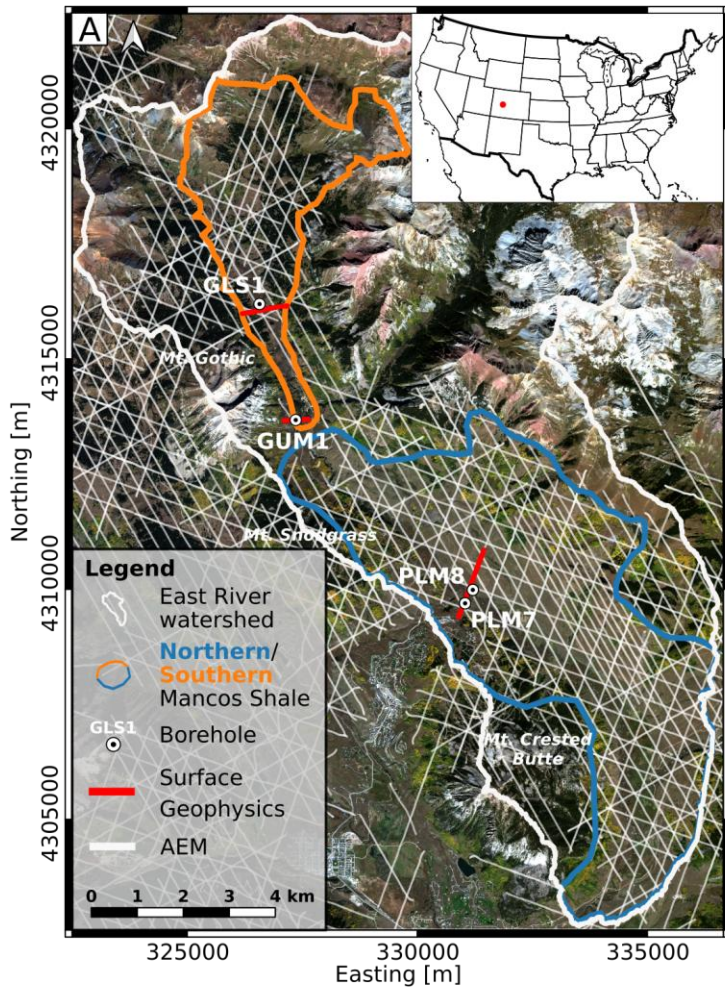 A
4320000
4315000
4310000
4305000
Northing [m]
GLS1
Mt. Gothic
GUM1
Mt. Snodgrass
PLM8
PLM7
Mt. Crested
Butte
Legend
East River
watershed
Northern/
Southern
Mancos Shale
GLS1
Borehole
Surface
Geophysics
AEM
0 1 2 3 4 km
325000 330000 335000
Easting [m]